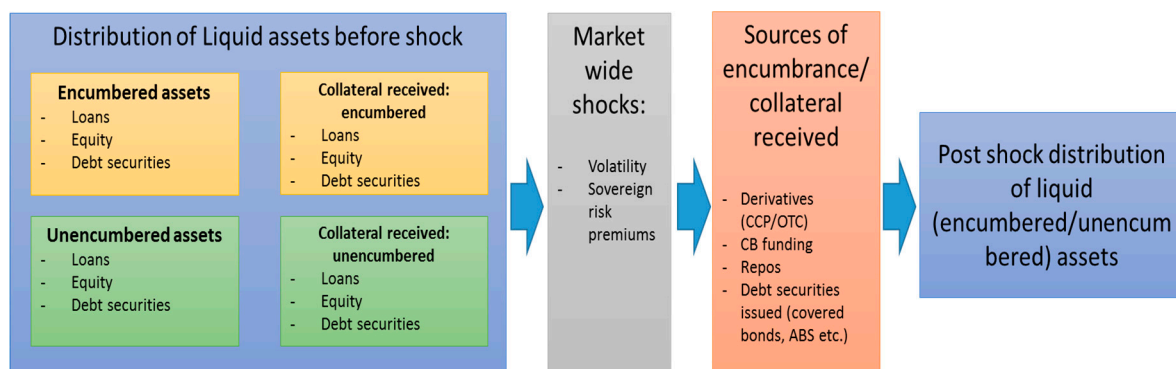 Distribution of Liquid assets before shock
Encumbered assets
- Loans
- Equity
- Debt securities
Collateral received:
encumbered
- Loans
- Equity
- Debt securities
Unencumbered assets
- Loans
- Equity
- Debt securities
Collateral received:
unencumbered
- Loans
- Equity
- Debt securities
Market
wide
shocks:
- Volatility
- Sovereign
risk
premiums
Sources of
encumbrance/
collateral
received
- Derivatives
(CCP/OTC)
- CB funding
- Repos
- Debt securities
issued (covered
bonds, ABS etc.)
Post shock distribution
of liquid
(encumbered/unencum
bered) assets